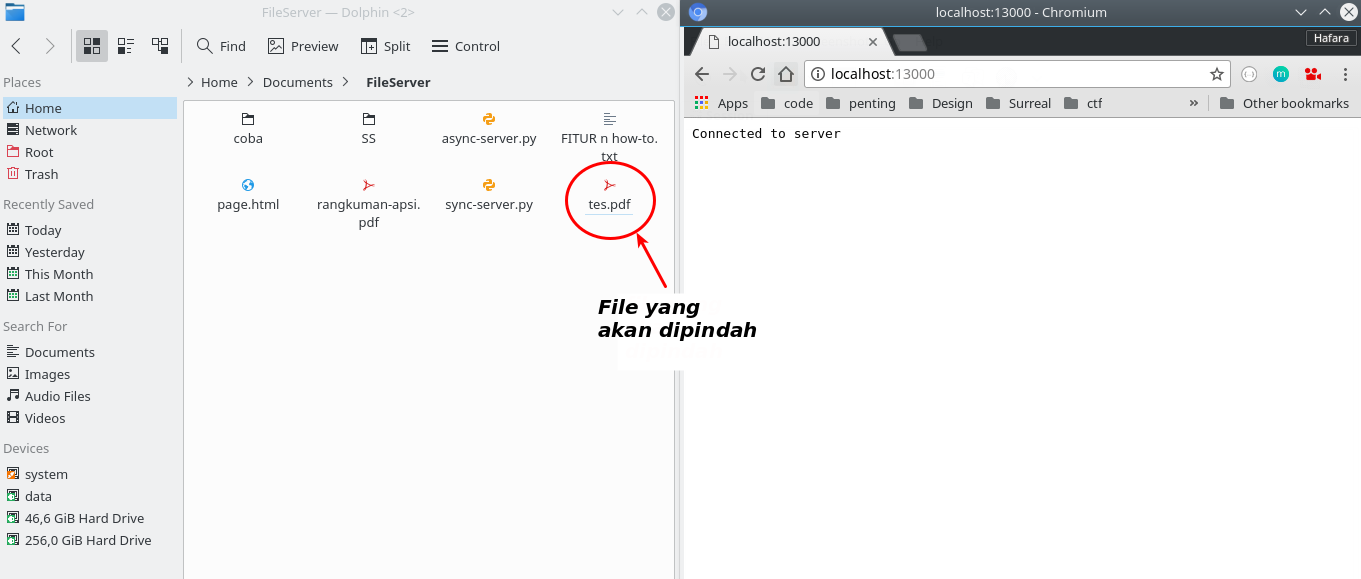 FileServer — Dolphin <2>
Find
Preview
Split
Control
Places
Home
Network
Root
Trash
Recently Saved
Today
Yesterday
This Month
Last Month
Search For
Documents
Images
Audio Files
Videos
Devices
system
data
46,6 GiB Hard Drive
256,0 GiB Hard Drive
Home Documents FileServer
coba
SS
async-server.py
FITUR n how-to.
txt
page.html
rangkuman-apsi.
pdf
sync-server.py
tes.pdf
File yang
akan dipindah
localhost:13000 - Chromium
localhost:13000
Hafara
localhost:13000
Apps code penting Design Surreal ctf » Other bookmarks
Connected to server